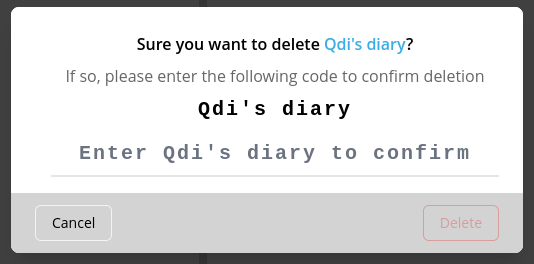 Sure you want to delete Qdi's diary?
If so, please enter the following code to confirm deletion
Qdi's diary
Enter Qdi's diary to confirm
Cancel
Delete